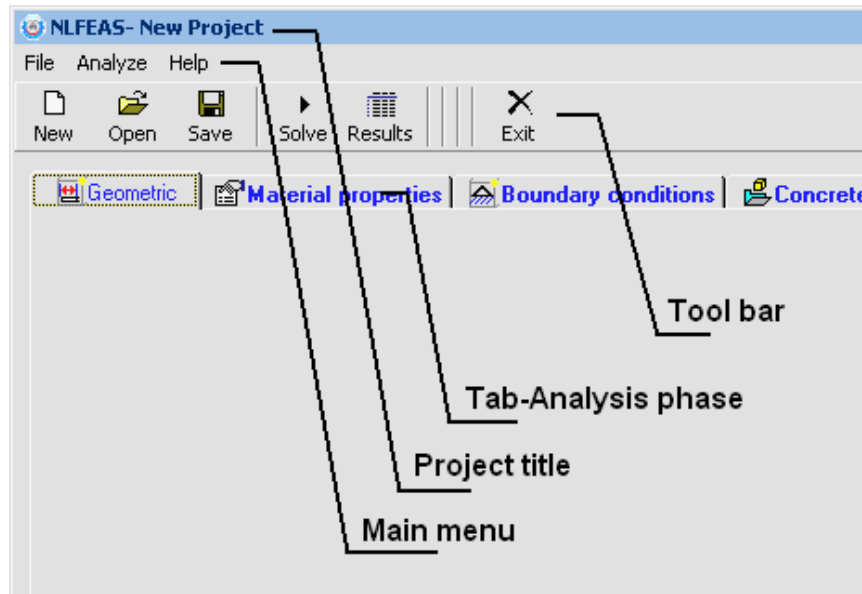 NLFEAS- New Project
File Analyze Help
New Open Save Solve Results Exit
Geometric Material properties Boundary conditions Concrete
Tool bar
Tab-Analysis phase
Project title
Main menu